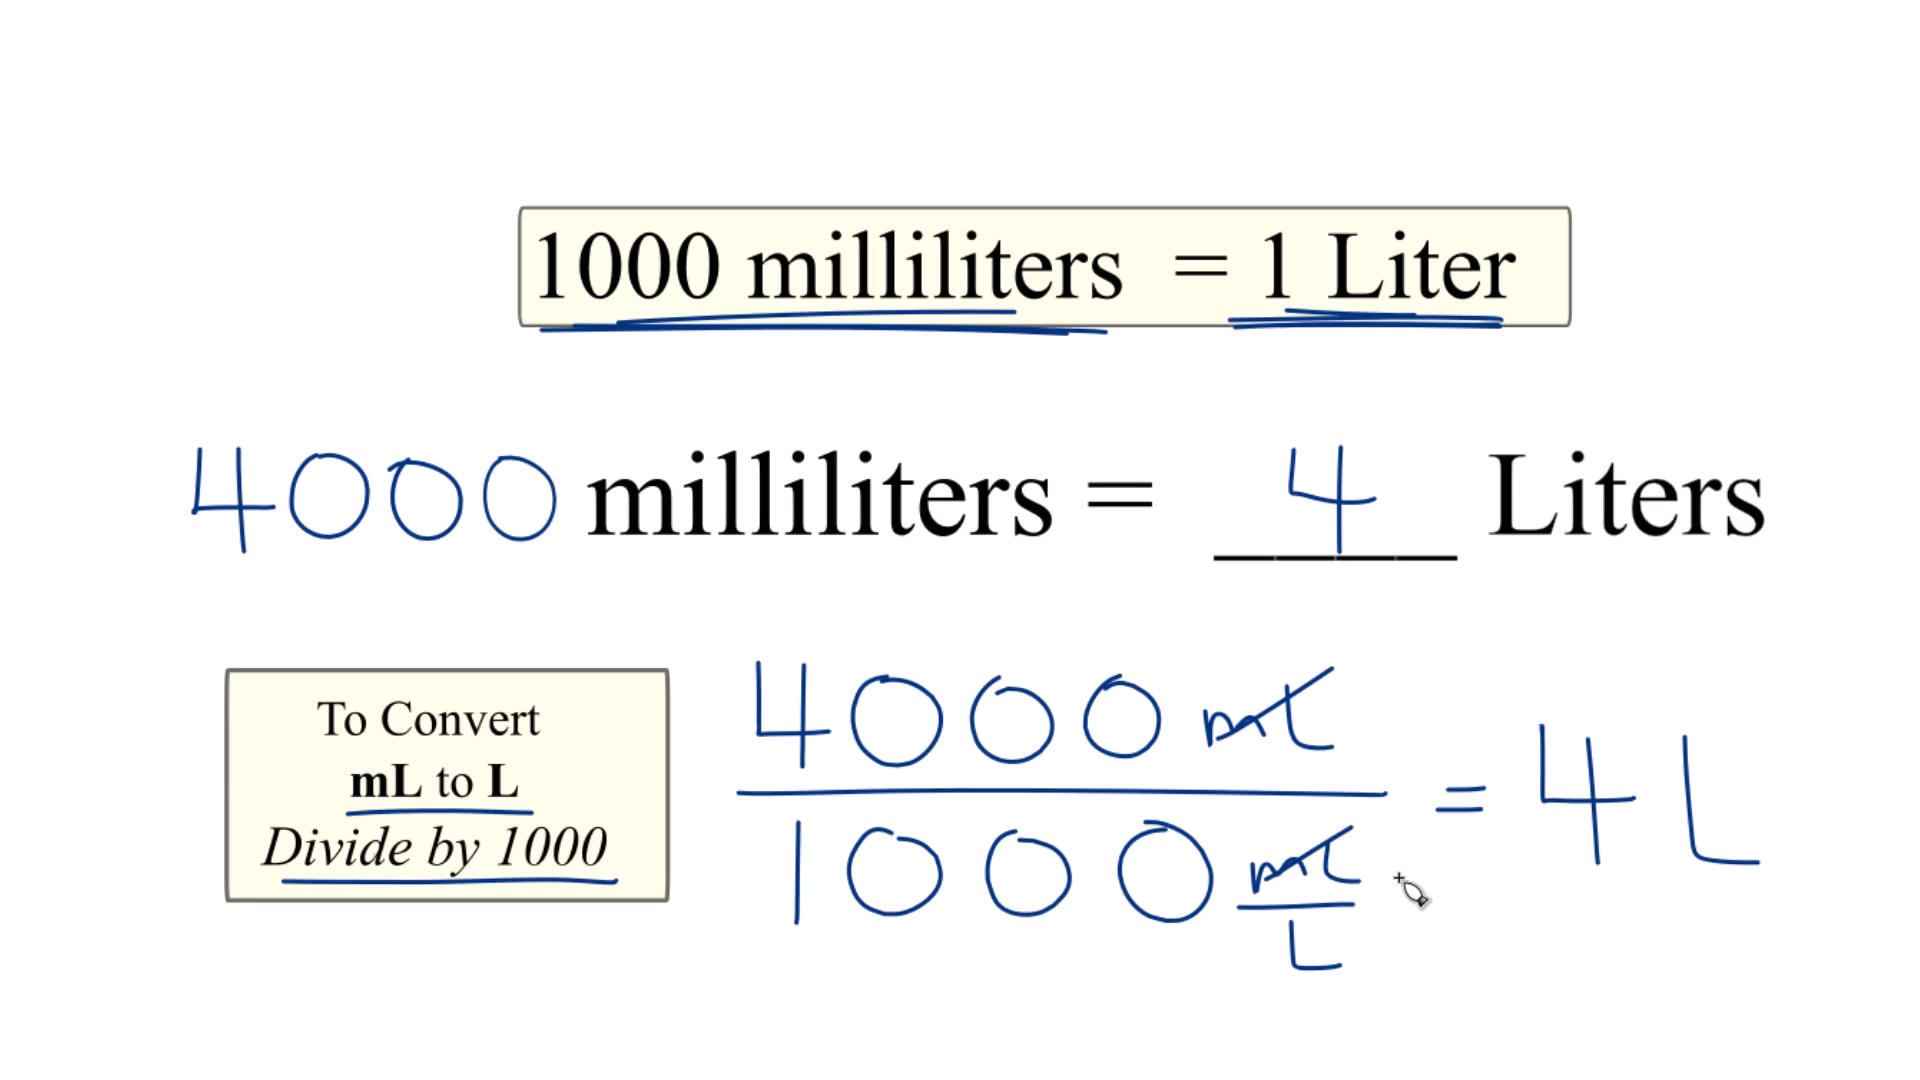 1000 milliliters = 1 Liter
4000 milliliters = 4 Liters
To Convert
mL to L
Divide by 1000
4000 mL
1000 mL
L
= 4 L